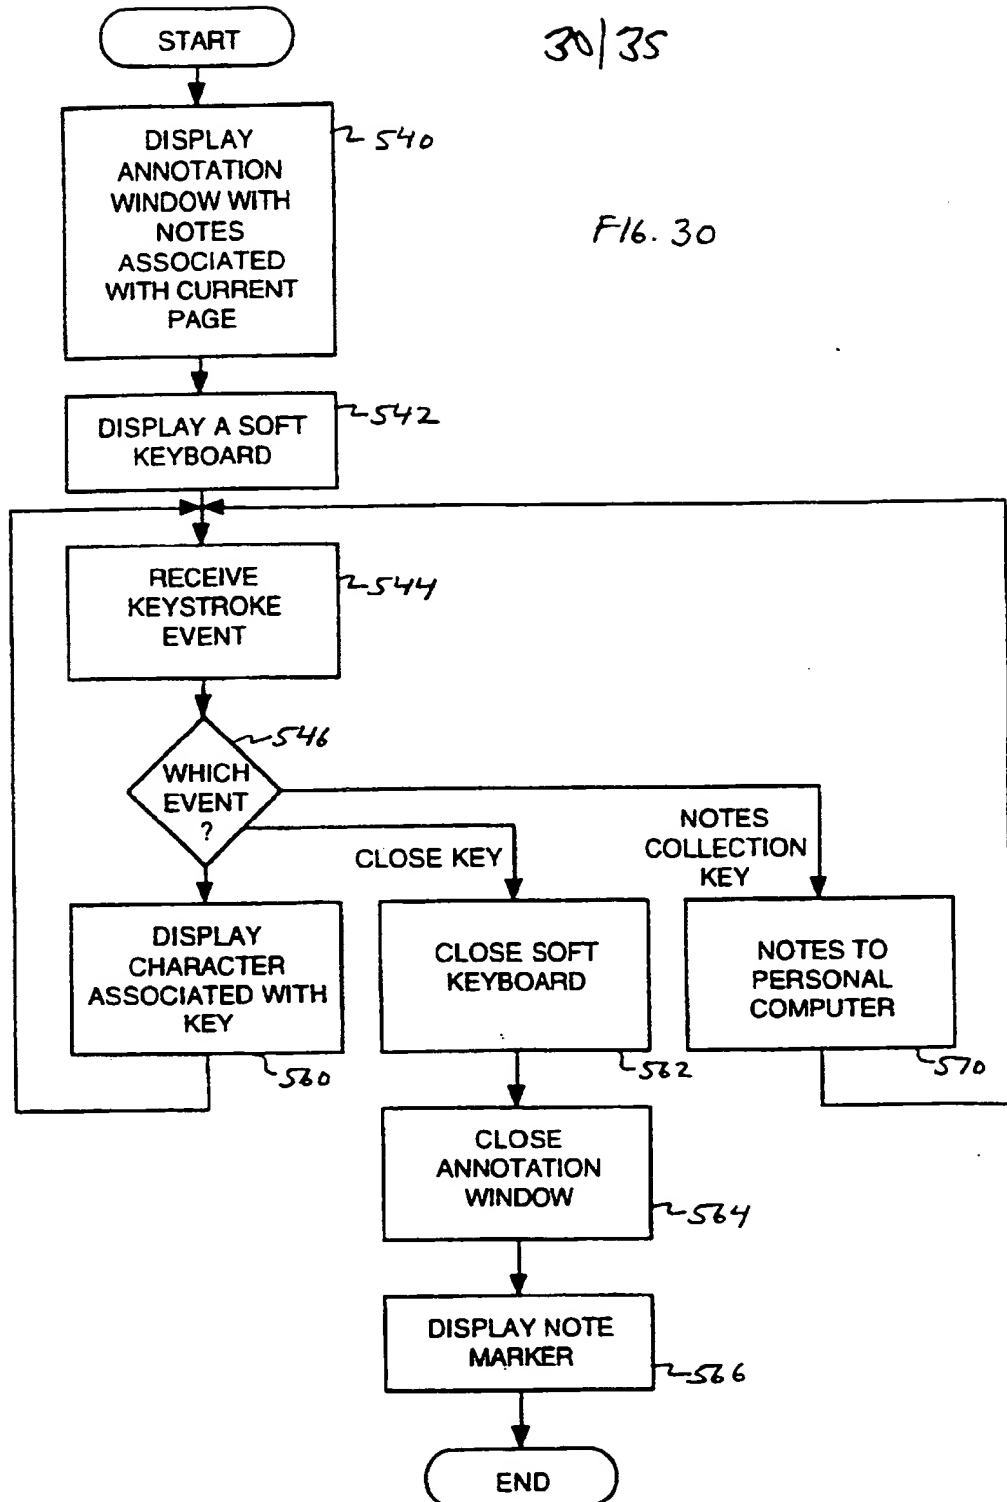 START
30/35
DISPLAY
ANNOTATION
WINDOW WITH
NOTES
ASSOCIATED
WITH CURRENT
PAGE
540
FIG. 30
DISPLAY A SOFT
KEYBOARD
542
RECEIVE
KEYSTROKE
EVENT
544
WHICH
EVENT
?
546
CLOSE KEY
NOTES
COLLECTION
KEY
DISPLAY
CHARACTER
ASSOCIATED WITH
KEY
560
CLOSE SOFT
KEYBOARD
562
NOTES TO
PERSONAL
COMPUTER
570
CLOSE
ANNOTATION
WINDOW
564
DISPLAY NOTE
MARKER
566
END